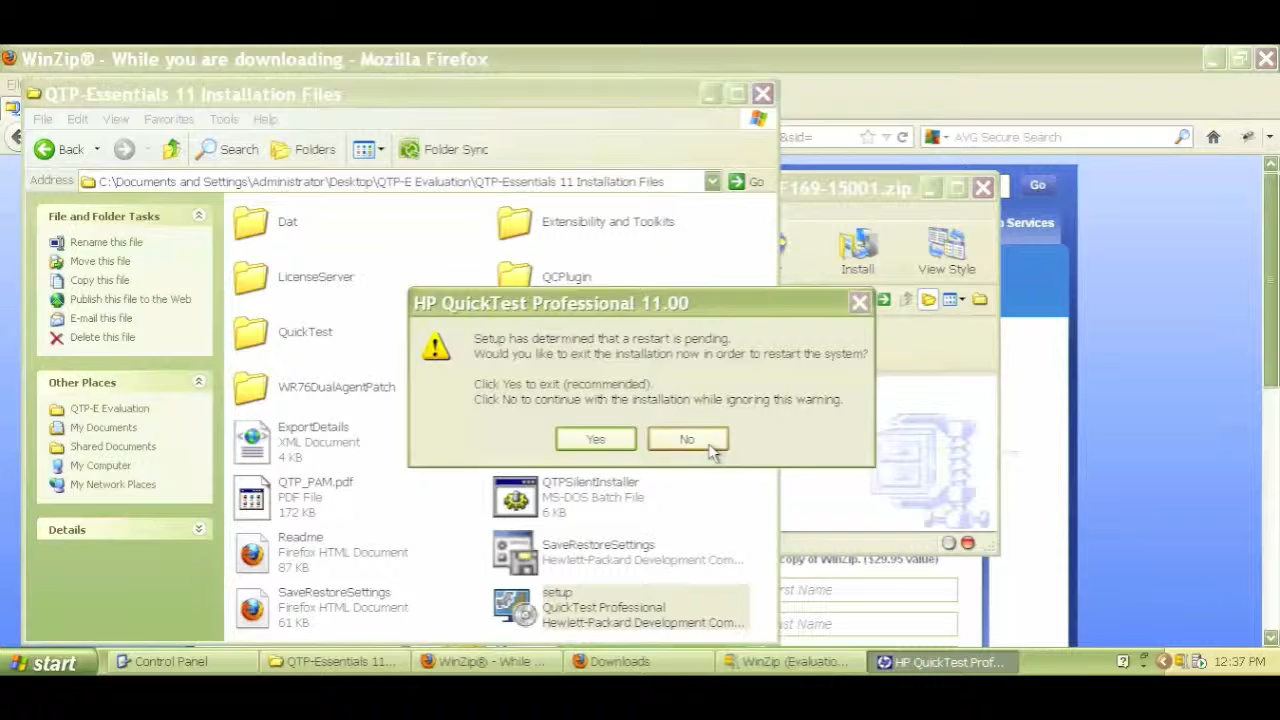 WinZip® - While you are downloading - Mozilla Firefox
QTP-Essentials 11 Installation Files
File Edit View Favorites Tools Help
Back Search Folders Folder Sync
&sid=
AVG Secure Search
Address C:\Documents and Settings\Administrator\Desktop\QTP-E Evaluation\QTP-Essentials 11 Installation Files Go
F169-15001.zip
Go
Services
Install
View Style
File and Folder Tasks
Rename this file
Move this file
Copy this file
Publish this file to the Web
E-mail this file
Delete this file
Other Places
QTP-E Evaluation
My Documents
Shared Documents
My Computer
My Network Places
Details
Dat
Extensibility and Toolkits
LicenseServer
QCPlugin
QuickTest
WR76DualAgentPatch
ExportDetails
XML Document
4 KB
QTP_PAM.pdf
PDF File
172 KB
QTPSilentInstaller
MS-DOS Batch File
6 KB
Readme
Firefox HTML Document
87 KB
SaveRestoreSettings
Hewlett-Packard Development Com...
SaveRestoreSettings
Firefox HTML Document
61 KB
setup
QuickTest Professional
Hewlett-Packard Development Com...
HP QuickTest Professional 11.00
Setup has determined that a restart is pending.
Would you like to exit the installation now in order to restart the system?
Click Yes to exit (recommended).
Click No to continue with the installation while ignoring this warning.
Yes No
copy of WinZip. ($29.95 value)
First Name
Last Name
start Control Panel QTP-Essentials 11... WinZip® - While ... Downloads WinZip (Evaluatio... HP QuickTest Prof... 12:37 PM